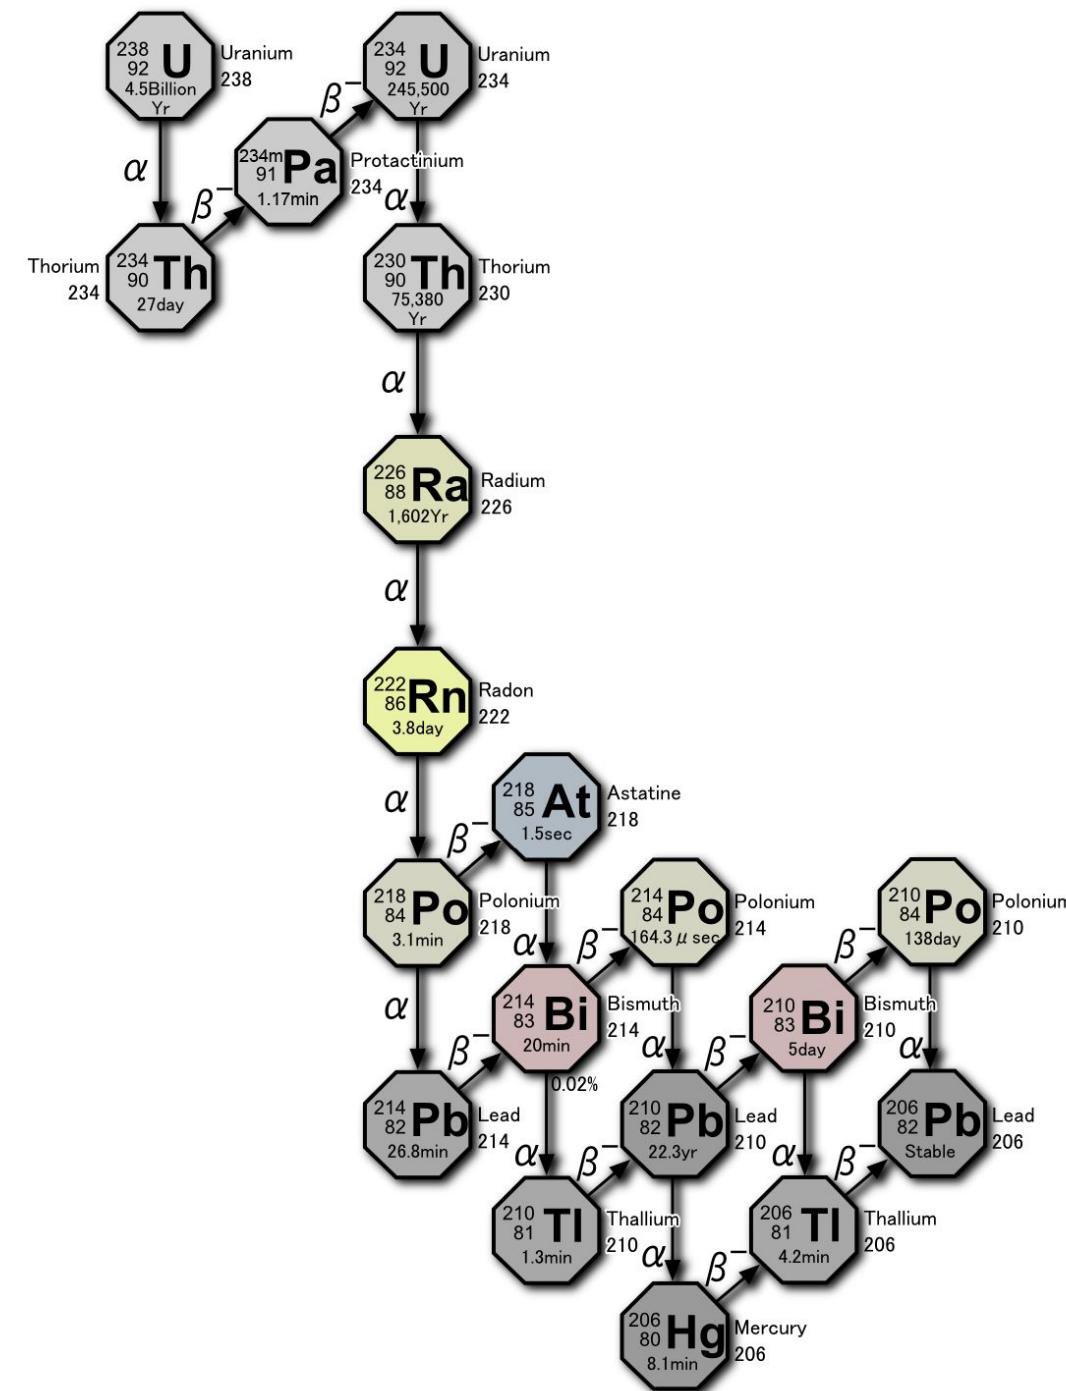 238
92
U
4.5Billion
Yr
Uranium
238
234
92
U
245,500
Yr
Uranium
234
β⁻
α
234m
91
Pa
1.17min
Protactinium
234
β⁻
α
Thorium
234
234
90
Th
27day
230
90
Th
75,380
Yr
Thorium
230
α
226
88
Ra
1,602Yr
Radium
226
α
222
86
Rn
3.8day
Radon
222
α
218
85
At
1.5sec
Astatine
218
β⁻
218
84
Po
3.1min
Polonium
218
214
84
Po
164.3 μ sec
Polonium
214
210
84
Po
138day
Polonium
210
α
β⁻
β⁻
α
214
83
Bi
20min
Bismuth
214
210
83
Bi
5day
Bismuth
210
β⁻
α
β⁻
α
0.02%
214
82
Pb
26.8min
Lead
214
210
82
Pb
22.3yr
Lead
210
206
82
Pb
Stable
Lead
206
α
β⁻
α
β⁻
210
81
Tl
1.3min
Thallium
210
206
81
Tl
4.2min
Thallium
206
α
β⁻
206
80
Hg
8.1min
Mercury
206